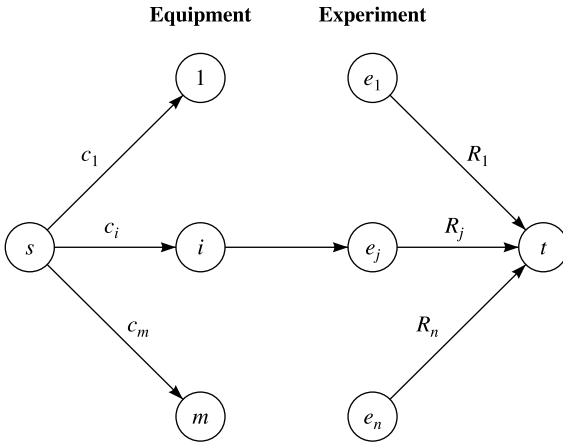 Equipment Experiment
1 e1
c1 R1
s ci i ej Rj t
cm Rn
m en